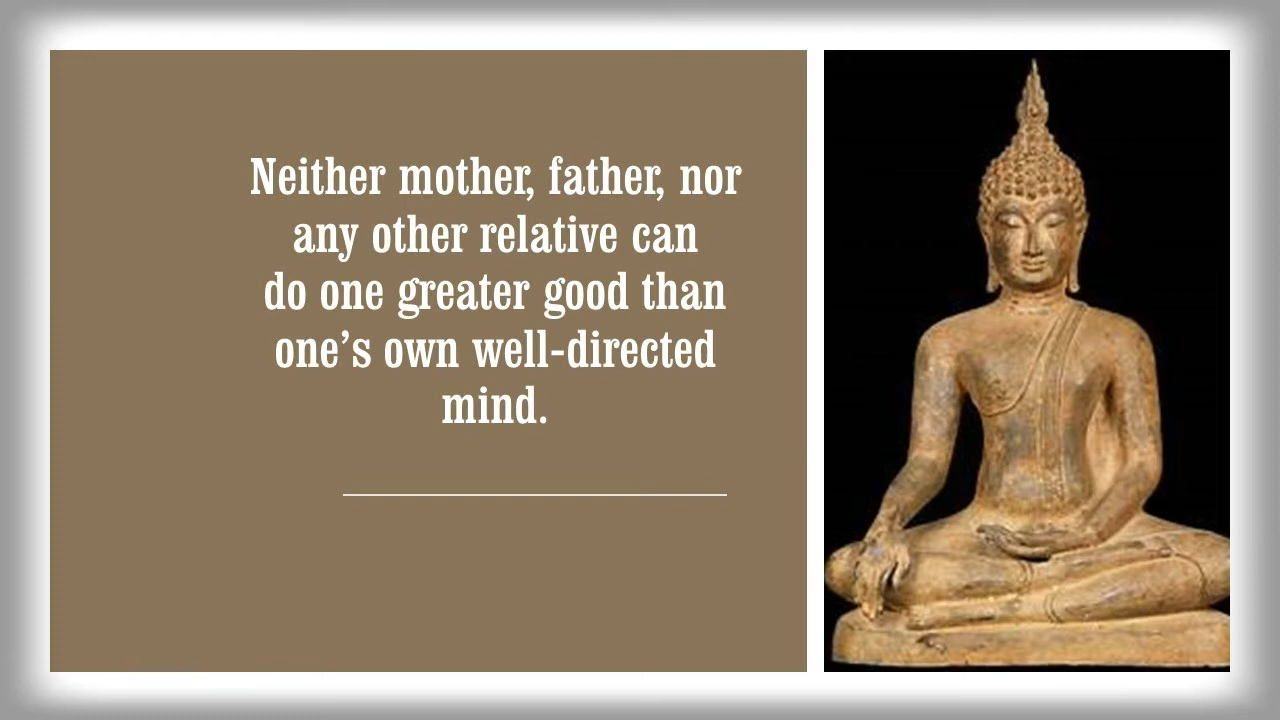 Neither mother, father, nor
any other relative can
do one greater good than
one’s own well-directed
mind.